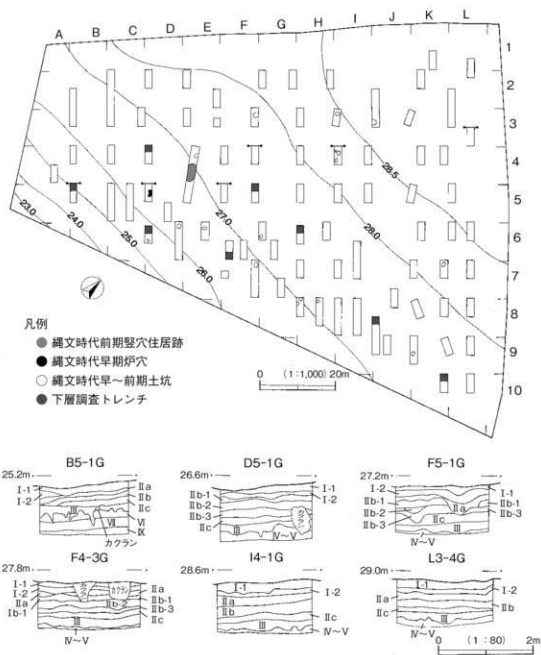 A B C D E F G H I J K L
1
2
3
4
5
6
7
8
9
10
28.5
28.0
27.0
26.0
25.0
24.0
23.0
凡例
縄文時代前期竪穴住居跡
縄文時代早期炉穴
縄文時代早〜前期土坑
下層調査トレンチ
0 (1:1,000) 20m
B5-1G
25.2m
I-1
I-2
IIa
IIb
IIc
III
VI
VII
IX
カクラン
D5-1G
26.6m
I-1
I-2
IIb-1
IIb-2
IIb-3
IIc
III
IV〜V
カクラン
F5-1G
27.2m
I-2
I-1
IIb-1
IIb-2
IIb-3
IIa
IIc
III
IV〜V
F4-3G
27.8m
I-1
I-2
IIa
Ib-1
カクラン
カクラン
IIa
IIb-1
IIb-2
IIb-3
IIc
III
IV〜V
I4-1G
28.6m
I-1
I-2
IIa
IIb
IIc
III
IV〜V
L3-4G
29.0m
I-1
I-2
IIa
IIb
IIc
III
IV〜V
0 (1:80) 2m